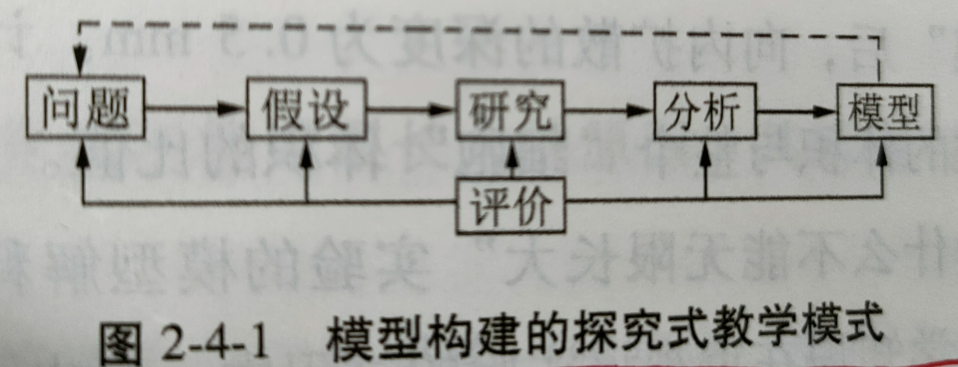 问题 假设 研究 分析 模型
评价
图 2-4-1 模型构建的探究式教学模式